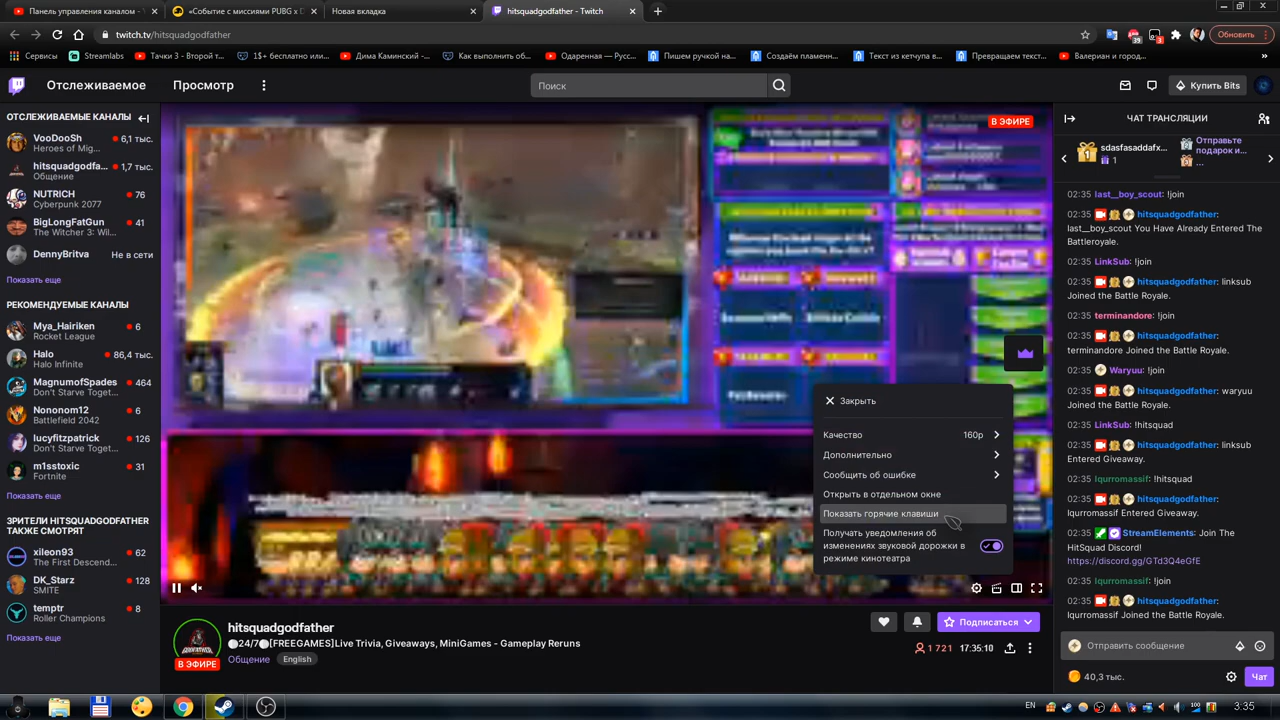 Панель управления каналом - T...
«Событие с миссиями PUBG x D
Новая вкладка
hitsquadgodfather - Twitch
twitch.tv/hitsquadgodfather
Обновить
Сервисы
Streamlabs
Тачки 3 - Второй т...
1$+ бесплатно или...
Дима Каминский -...
Как выполнить об...
Одаренная — Русс...
Пишем ручкой на...
Создаём пламенн...
Текст из кетчупа в...
Превращаем текст...
Валериан и город...
Отслеживаемое
Просмотр
Поиск
Купить Bits
ОТСЛЕЖИВАЕМЫЕ КАНАЛЫ
VooDooSh
6,1 тыс.
Heroes of Mig...
hitsquadgodfa...
1,7 тыс.
Общение
NUTRICH
76
Cyberpunk 2077
BigLongFatGun
41
The Witcher 3: Wil...
DennyBritva
Не в сети
Показать еще
РЕКОМЕНДУЕМЫЕ КАНАЛЫ
Mya_Hairiken
6
Rocket League
Halo
86,4 тыс.
Halo Infinite
MagnumofSpades
464
Don't Starve Toget...
Nononom12
6
Battlefield 2042
lucyfitzpatrick
126
Don't Starve Toget...
m1sstoxic
31
Fortnite
Показать еще
ЗРИТЕЛИ HITSQUADGODFATHER
ТАКЖЕ СМОТРЯТ
xileon93
62
The First Descend...
DK_Starz
128
SMITE
temptr
8
Roller Champions
Показать еще
В ЭФИРЕ
Закрыть
Качество
160p
Дополнительно
Сообщить об ошибке
Открыть в отдельном окне
Показать горячие клавиши
Получать уведомления об
изменениях звуковой дорожки в
режиме кинотеатра
hitsquadgodfather
24/7 [FREEGAMES]Live Trivia, Giveaways, MiniGames - Gameplay Reruns
Общение
English
В ЭФИРЕ
Подписаться
1 721
17:35:10
ЧАТ ТРАНСЛЯЦИИ
sdasfasaddafx...
1
Отправьте
подарок и...
...
02:35 last__boy_scout: !join
02:35 hitsquadgodfather:
last__boy_scout You Have Already Entered The
Battleroyale.
02:35 LinkSub: !join
02:35 hitsquadgodfather: linksub
Joined the Battle Royale.
02:35 terminandore: !join
02:35 hitsquadgodfather:
terminandore Joined the Battle Royale.
02:35 Waryuu: !join
02:35 hitsquadgodfather: waryuu
Joined the Battle Royale.
02:35 LinkSub: !hitsquad
02:35 hitsquadgodfather: linksub
Entered Giveaway.
02:35 Iqurromassif: !hitsquad
02:35 hitsquadgodfather:
Iqurromassif Entered Giveaway.
02:35 StreamElements: Join The
HitSquad Discord!
https://discord.gg/GTd3Q4eGfE
02:35 Iqurromassif: !join
02:35 hitsquadgodfather:
Iqurromassif Joined the Battle Royale.
Отправить сообщение
40,3 тыс.
Чат
EN
100
3:35